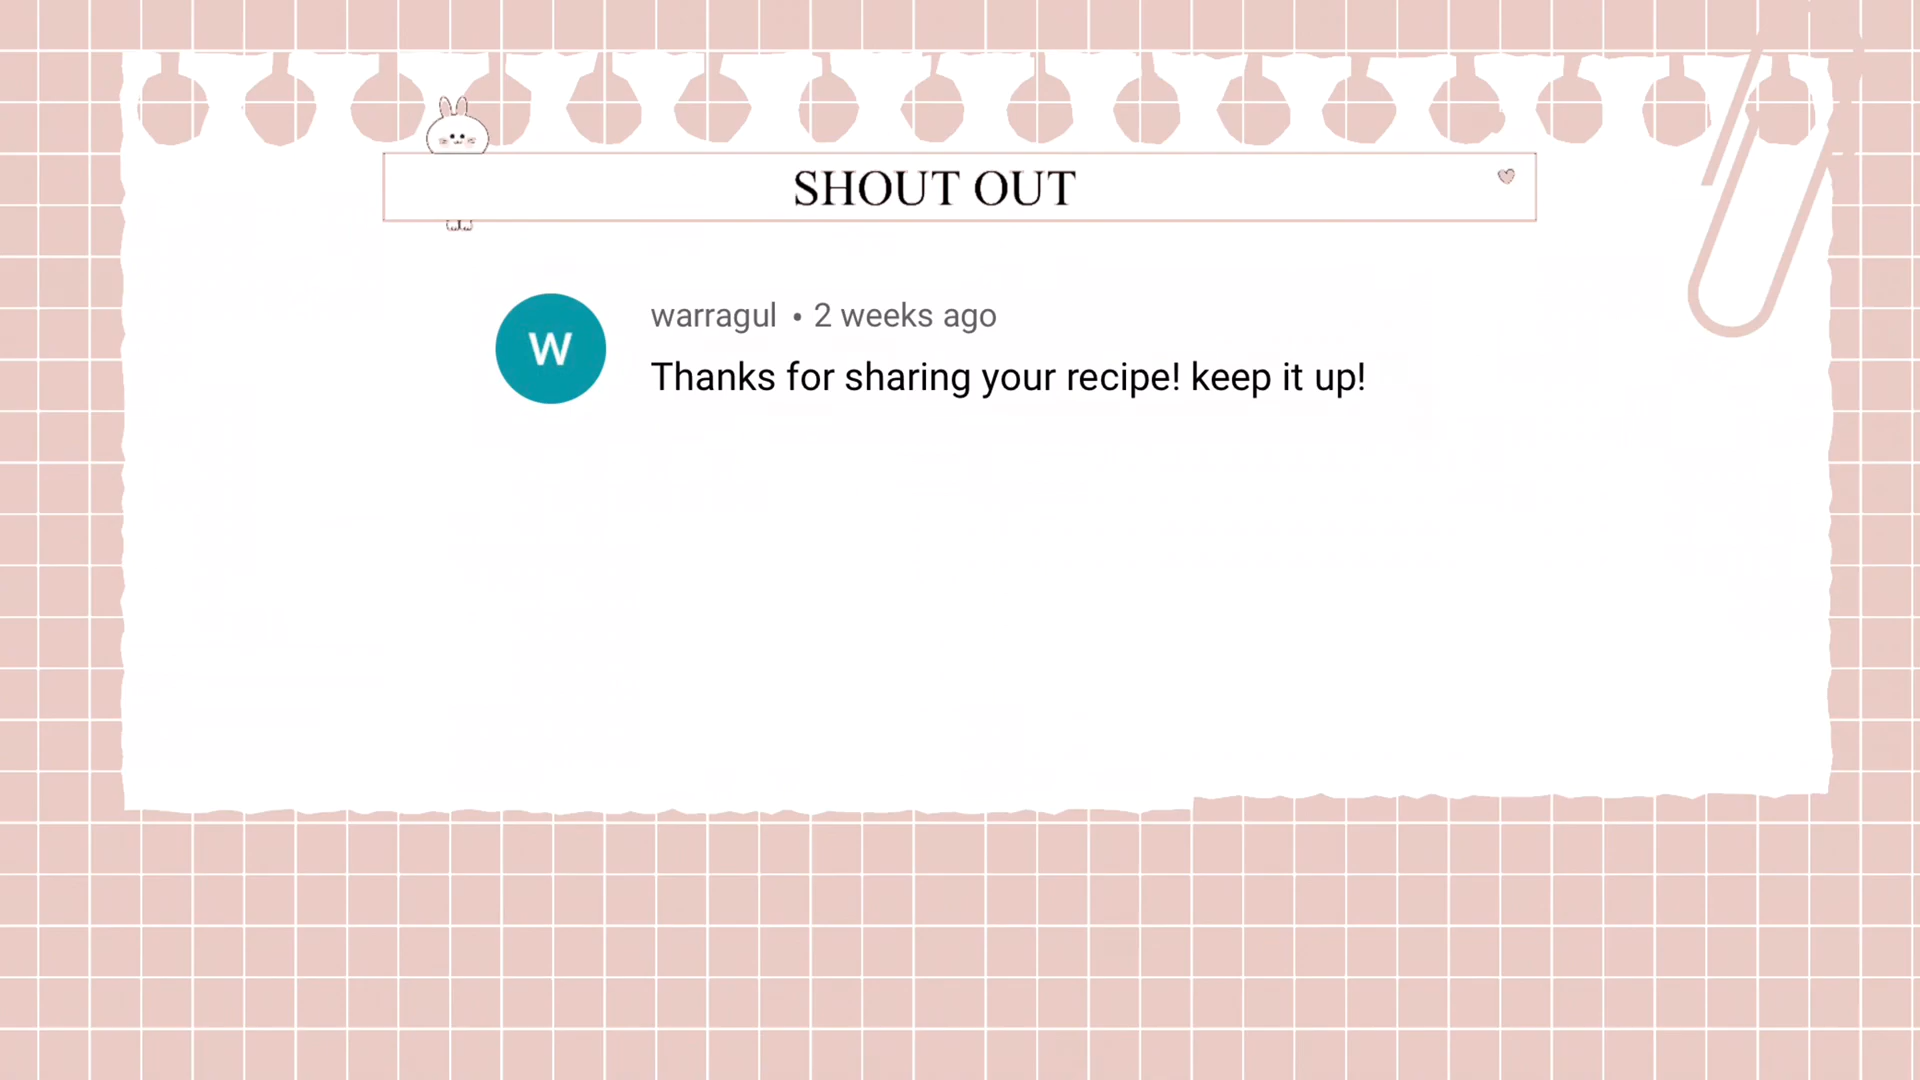 SHOUT OUT
W
warragul • 2 weeks ago
Thanks for sharing your recipe! keep it up!